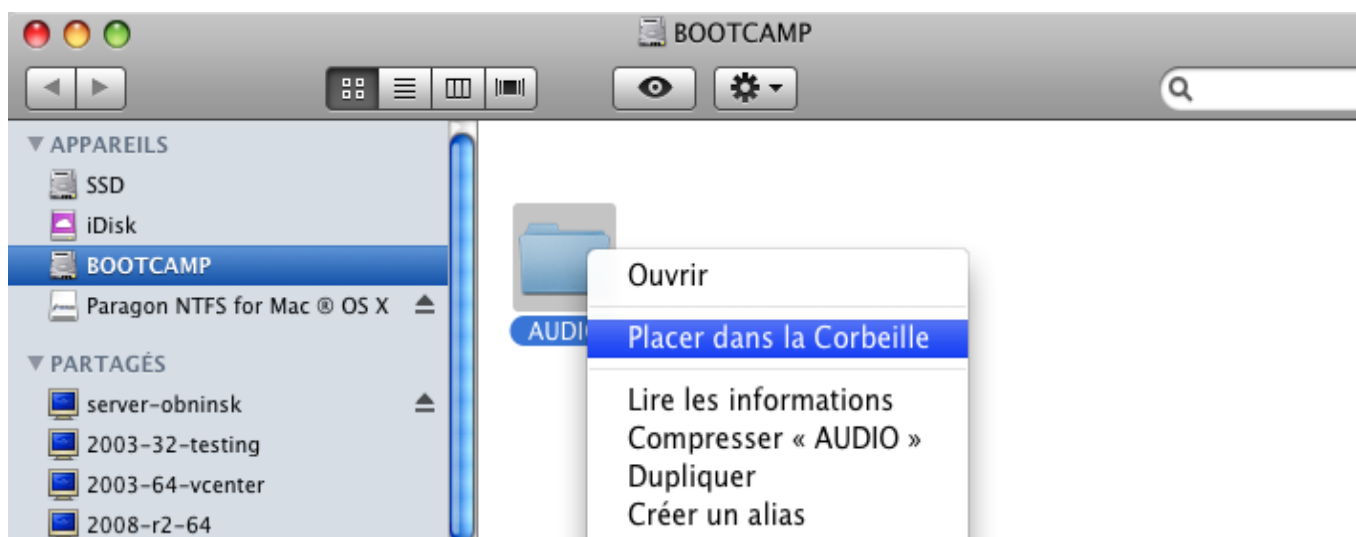 BOOTCAMP
APPAREILS
SSD
iDisk
BOOTCAMP
Paragon NTFS for Mac ® OS X
PARTAGÉS
server-obninsk
2003-32-testing
2003-64-vcenter
2008-r2-64
AUDIO
Ouvrir
Placer dans la Corbeille
Lire les informations
Compresser « AUDIO »
Dupliquer
Créer un alias